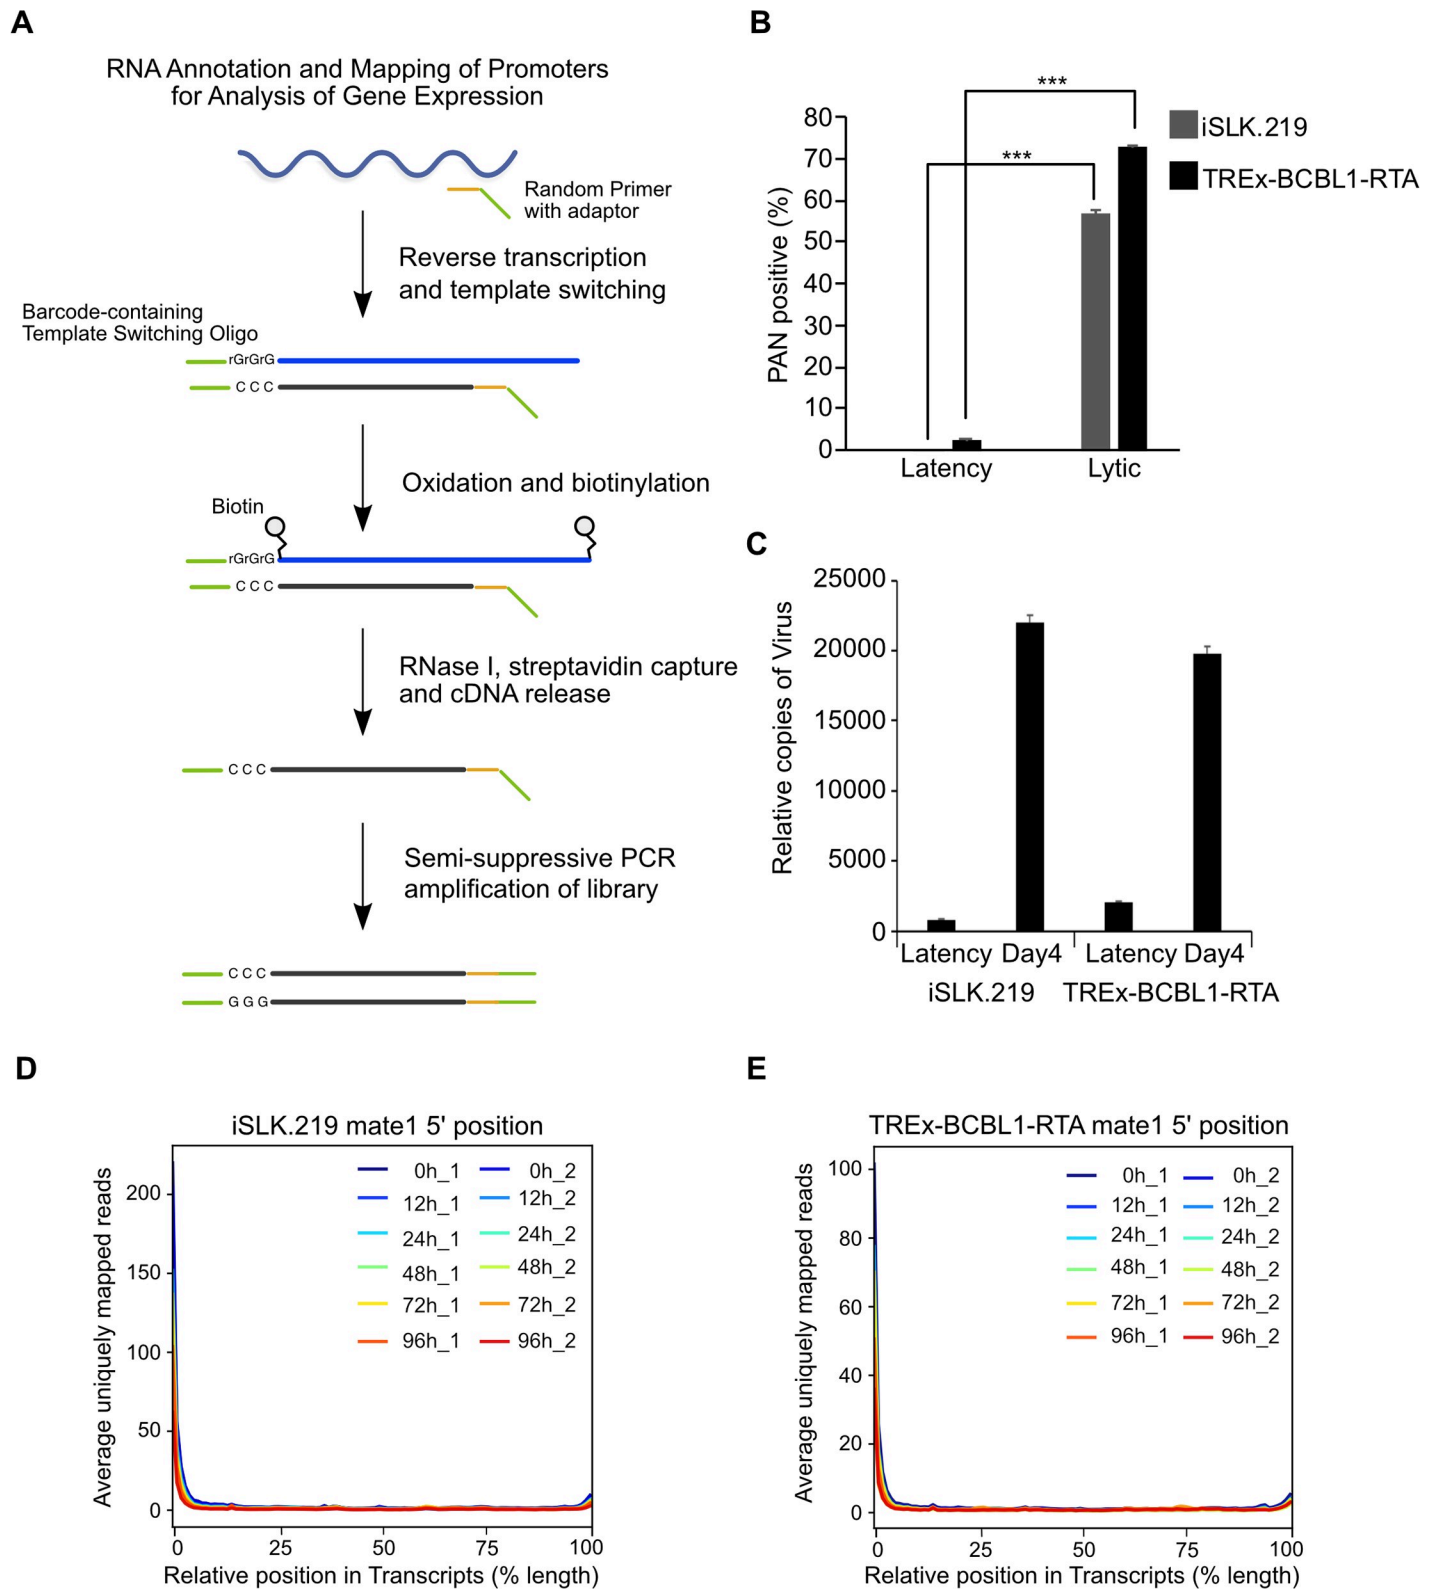 A
RNA Annotation and Mapping of Promoters
for Analysis of Gene Expression
Random Primer
with adaptor
Reverse transcription
and template switching
Barcode-containing
Template Switching Oligo
rGrGrG
C C C
Oxidation and biotinylation
Biotin
rGrGrG
C C C
RNase I, streptavidin capture
and cDNA release
C C C
Semi-suppressive PCR
amplification of library
C C C
G G G
B
***
***
iSLK.219
TREx-BCBL1-RTA
PAN positive (%)
80
70
60
50
40
30
20
10
0
Latency Lytic
C
Relative copies of Virus
25000
20000
15000
10000
5000
0
Latency Day4 Latency Day4
iSLK.219 TREx-BCBL1-RTA
D
iSLK.219 mate1 5' position
Average uniquely mapped reads
200
150
100
50
0
0h_1 0h_2
12h_1 12h_2
24h_1 24h_2
48h_1 48h_2
72h_1 72h_2
96h_1 96h_2
0 25 50 75 100
Relative position in Transcripts (% length)
E
TREx-BCBL1-RTA mate1 5' position
Average uniquely mapped reads
100
80
60
40
20
0
0h_1 0h_2
12h_1 12h_2
24h_1 24h_2
48h_1 48h_2
72h_1 72h_2
96h_1 96h_2
0 25 50 75 100
Relative position in Transcripts (% length)